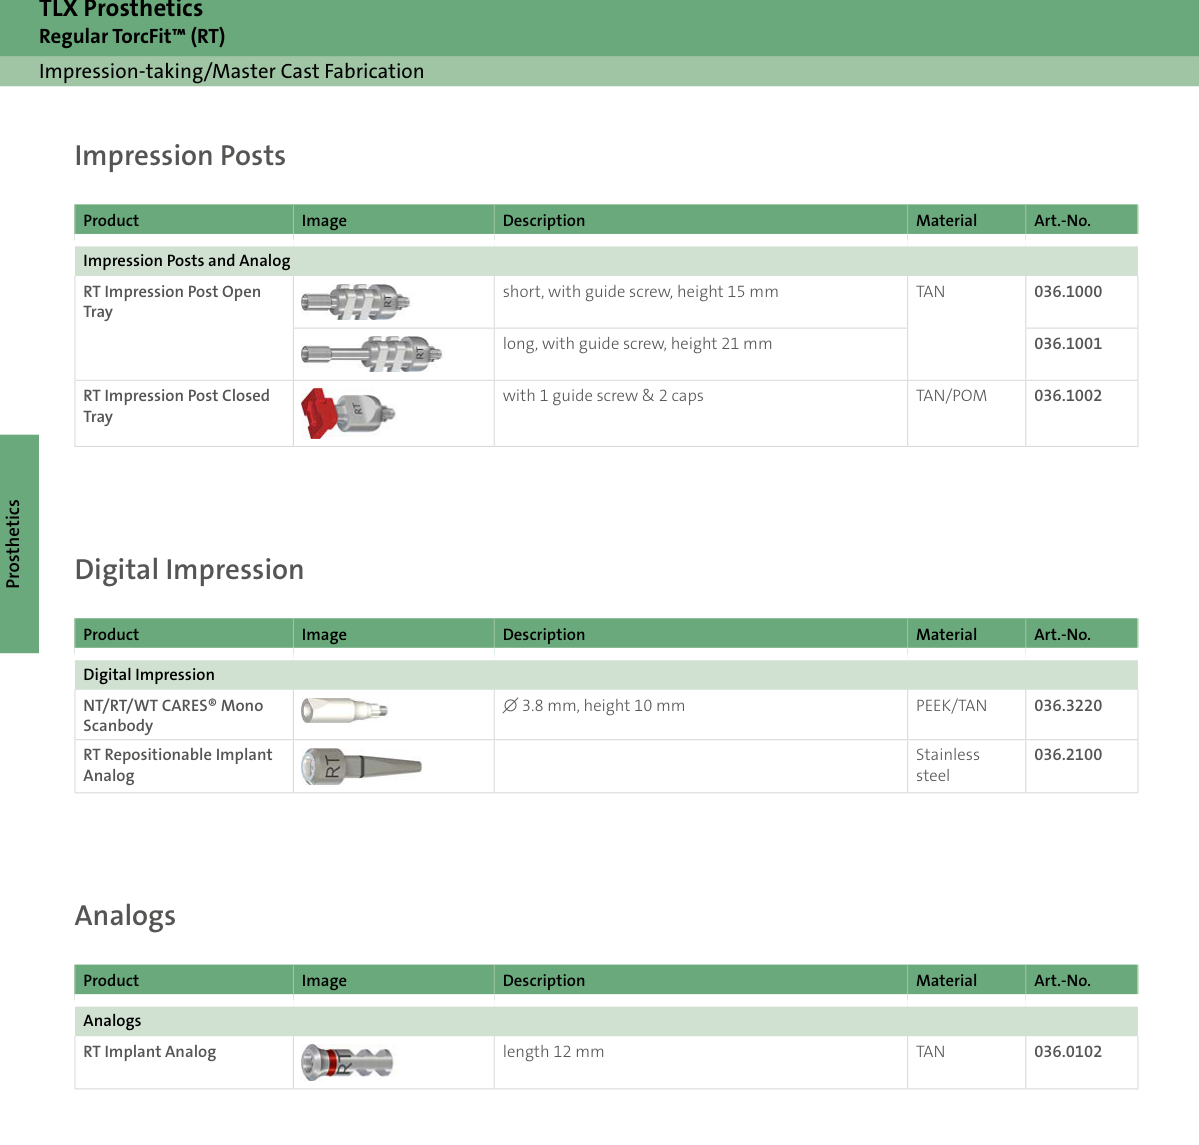 TLX Prosthetics
Regular TorcFit™ (RT)
Impression-taking/Master Cast Fabrication
Impression Posts
Product Image Description Material Art.-No.
Impression Posts and Analog
RT Impression Post Open Tray RT short, with guide screw, height 15 mm TAN 036.1000
RT long, with guide screw, height 21 mm 036.1001
RT Impression Post Closed Tray RT with 1 guide screw & 2 caps TAN/POM 036.1002
Prosthetics
Digital Impression
Product Image Description Material Art.-No.
Digital Impression
NT/RT/WT CARES® Mono Scanbody ∅ 3.8 mm, height 10 mm PEEK/TAN 036.3220
RT Repositionable Implant Analog RT Stainless steel 036.2100
Analogs
Product Image Description Material Art.-No.
Analogs
RT Implant Analog RT length 12 mm TAN 036.0102